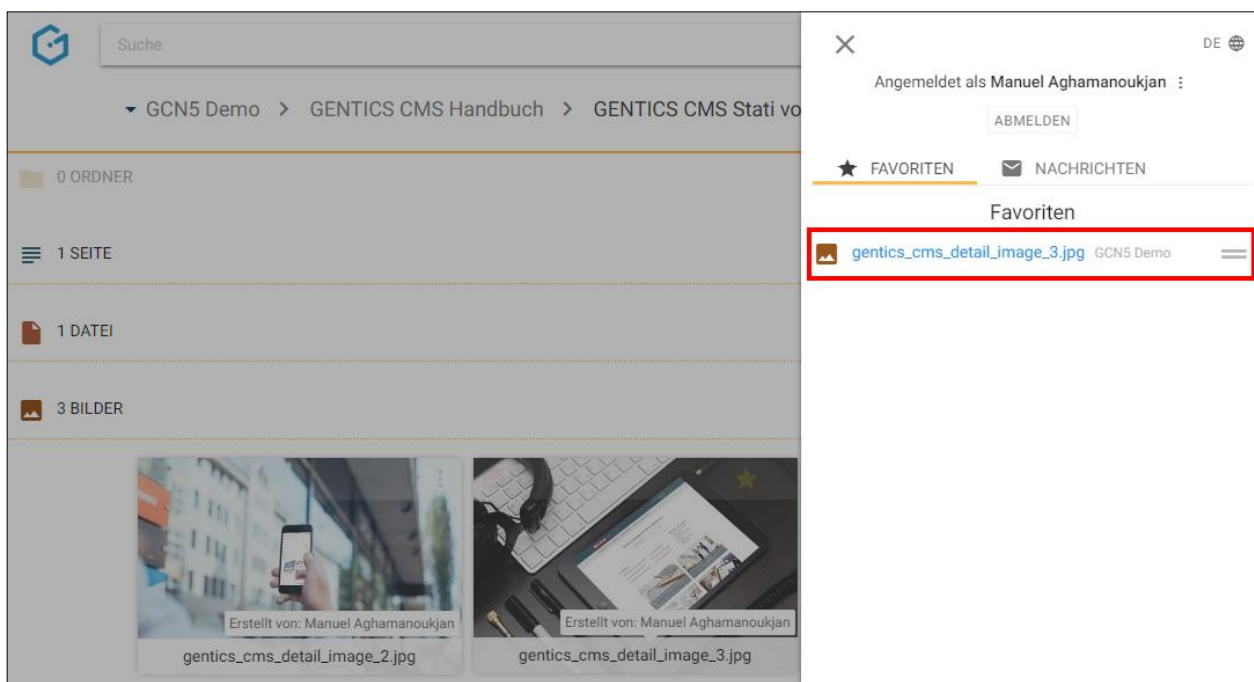 Suche
GCN5 Demo > GENTICS CMS Handbuch > GENTICS CMS Stati vo
0 ORDNER
1 SEITE
1 DATEI
3 BILDER
Erstellt von: Manuel Aghamanoukjan
Erstellt von: Manuel Aghamanoukjan
gentics_cms_detail_image_2.jpg
gentics_cms_detail_image_3.jpg
DE
Angemeldet als Manuel Aghamanoukjan
ABMELDEN
FAVORITEN
NACHRICHTEN
Favoriten
gentics_cms_detail_image_3.jpg GCN5 Demo